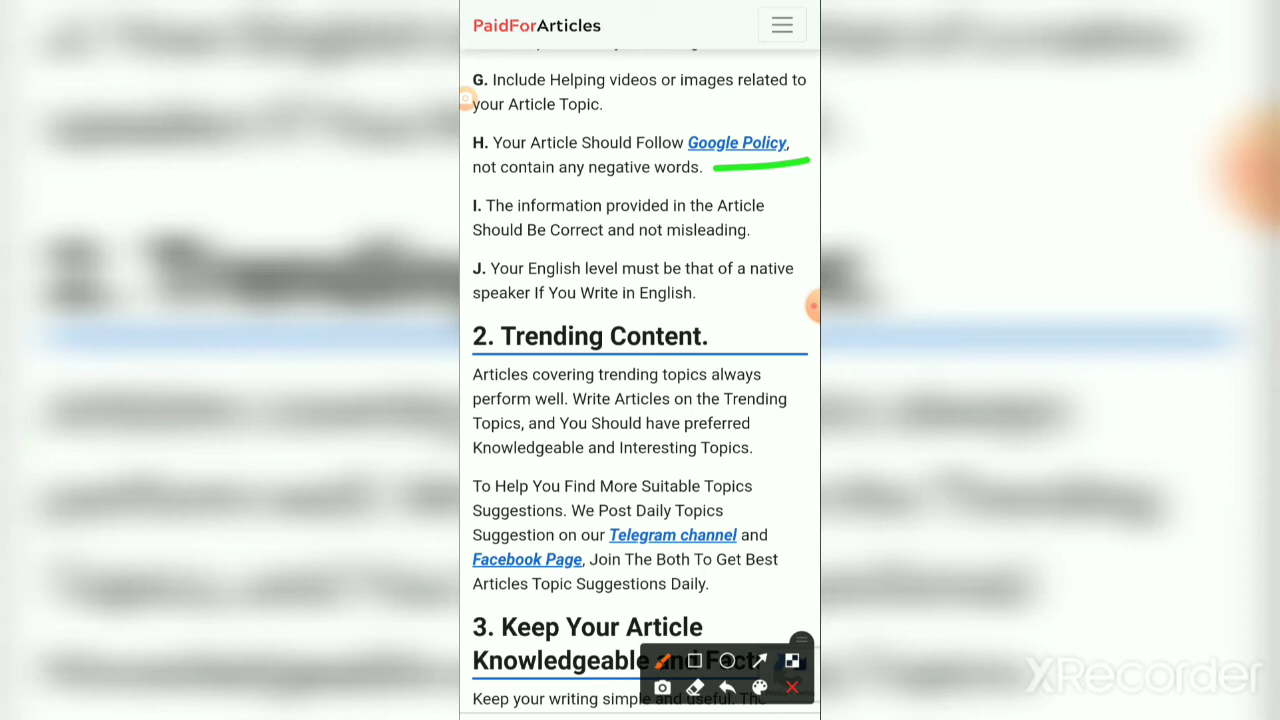 PaidForArticles
G. Include Helping videos or images related to
your Article Topic.
H. Your Article Should Follow Google Policy,
not contain any negative words.
I. The information provided in the Article
Should Be Correct and not misleading.
J. Your English level must be that of a native
speaker If You Write in English.
2. Trending Content.
Articles covering trending topics always
perform well. Write Articles on the Trending
Topics, and You Should have preferred
Knowledgeable and Interesting Topics.
To Help You Find More Suitable Topics
Suggestions. We Post Daily Topics
Suggestion on our Telegram channel and
Facebook Page, Join The Both To Get Best
Articles Topic Suggestions Daily.
3. Keep Your Article
Knowledgeable and Fact.
Keep your writing simple and useful. The
XRecorder